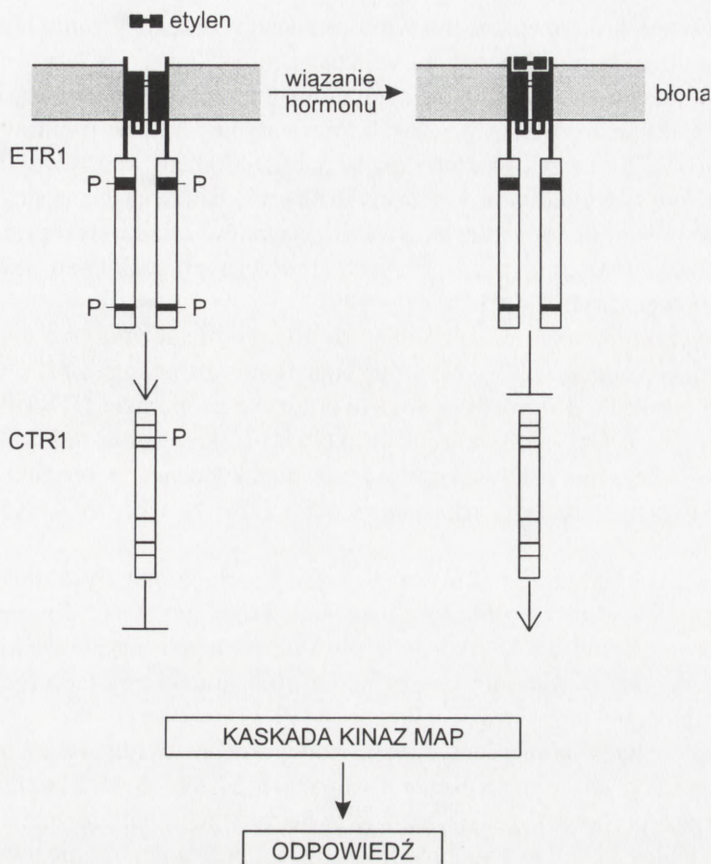 etylen
wiązanie
hormonu
błona
ETR1
P P
P P
CTR1
P
KASKADA KINAZ MAP
ODPOWIEDŹ